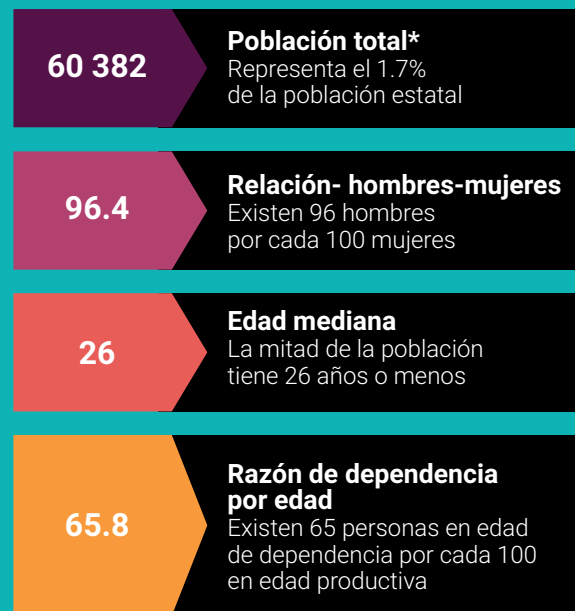 60 382
Población total*
Representa el 1.7%
de la población estatal
96.4
Relación- hombres-mujeres
Existen 96 hombres
por cada 100 mujeres
26
Edad mediana
La mitad de la población
tiene 26 años o menos
65.8
Razón de dependencia
por edad
Existen 65 personas en edad
de dependencia por cada 100
en edad productiva